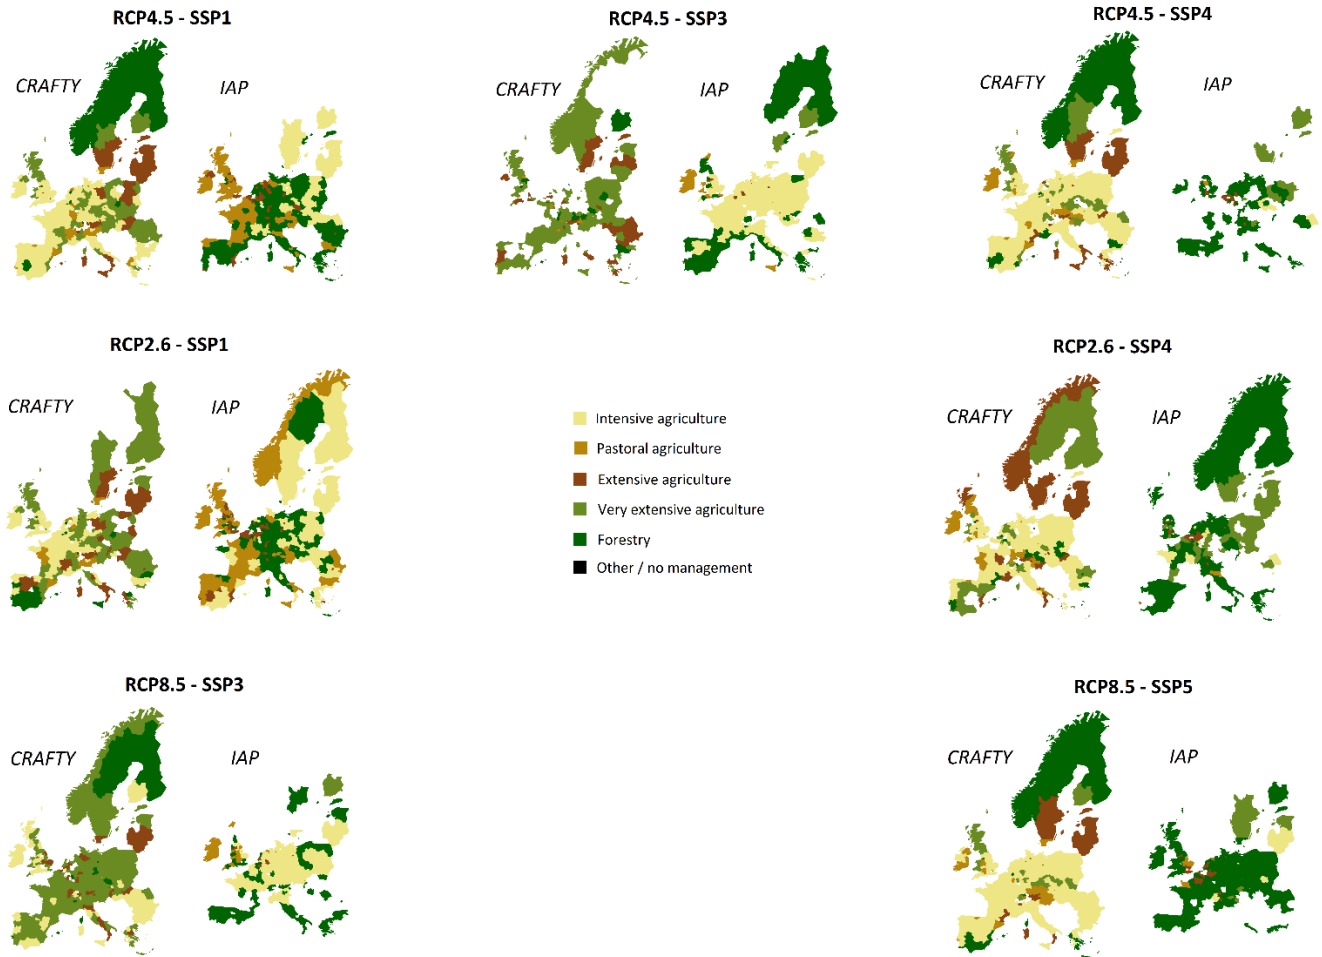 RCP4.5 - SSP1
RCP4.5 - SSP3
RCP4.5 - SSP4
CRAFTY
IAP
CRAFTY
IAP
CRAFTY
IAP
RCP2.6 - SSP1
RCP2.6 - SSP4
CRAFTY
IAP
CRAFTY
IAP
Intensive agriculture
Pastoral agriculture
Extensive agriculture
Very extensive agriculture
Forestry
Other / no management
RCP8.5 - SSP3
RCP8.5 - SSP5
CRAFTY
IAP
CRAFTY
IAP